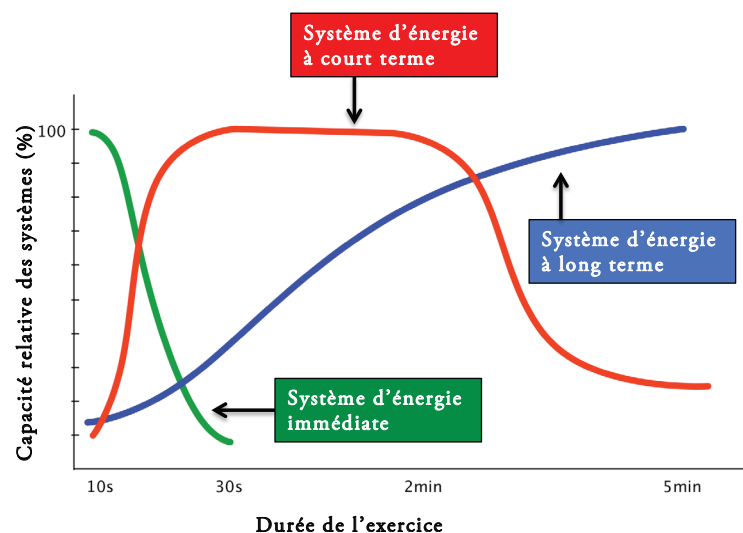 Système d'énergie
à court terme
100
Capacité relative des systèmes (%)
Système d'énergie
à long terme
Système d'énergie
immédiate
10s
30s
2min
5min
Durée de l'exercice